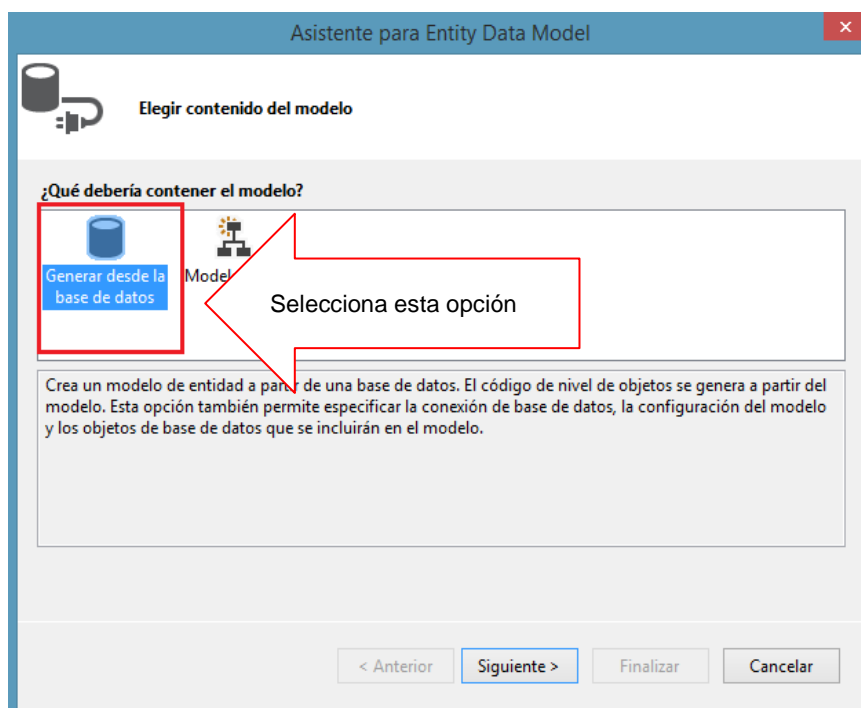 Asistente para Entity Data Model
Elegir contenido del modelo
¿Qué debería contener el modelo?
Generar desde la
base de datos
Selecciona esta opción
Crea un modelo de entidad a partir de una base de datos. El código de nivel de objetos se genera a partir del
modelo. Esta opción también permite especificar la conexión de base de datos, la configuración del modelo
y los objetos de base de datos que se incluirán en el modelo.
< Anterior
Siguiente >
Finalizar
Cancelar